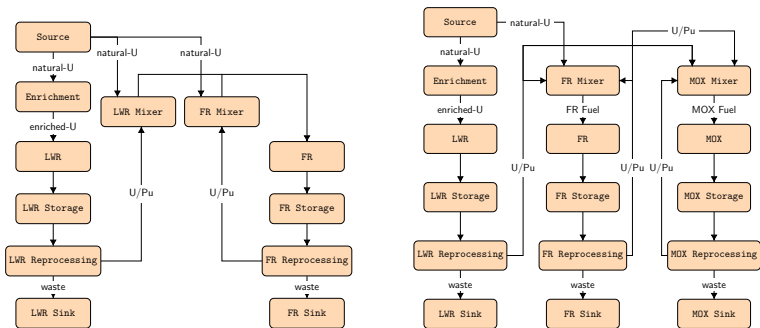 Source
natural-U
natural-U
natural-U
Enrichment
LWR Mixer
FR Mixer
enriched-U
LWR
FR
U/Pu
U/Pu
LWR Storage
FR Storage
LWR Reprocessing
FR Reprocessing
waste
waste
LWR Sink
FR Sink
Source
natural-U
U/Pu
natural-U
Enrichment
FR Mixer
MOX Mixer
enriched-U
FR Fuel
MOX Fuel
LWR
FR
MOX
U/Pu
U/Pu
U/Pu
LWR Storage
FR Storage
MOX Storage
LWR Reprocessing
FR Reprocessing
MOX Reprocessing
waste
waste
waste
LWR Sink
FR Sink
MOX Sink